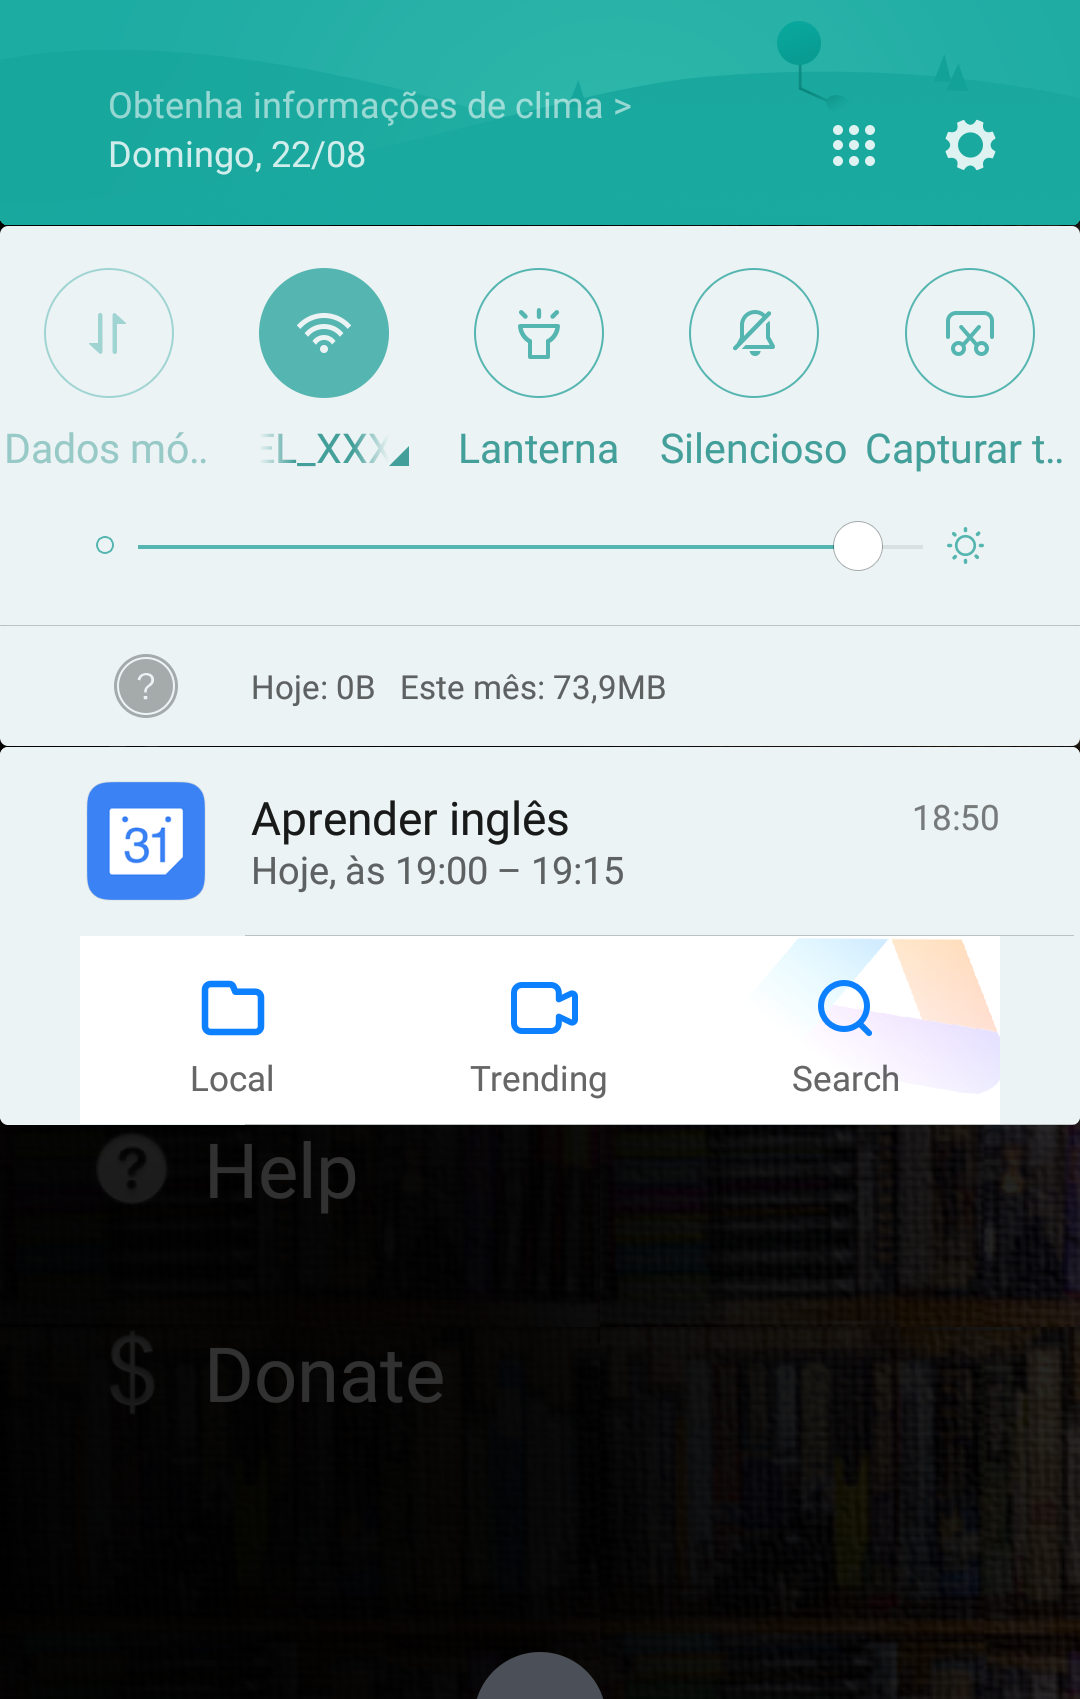 Obtenha informações de clima >
Domingo, 22/08
Dados mó..
EL_XXX
Lanterna
Silencioso
Capturar t..
?
Hoje: 0B Este mês: 73,9MB
31
Aprender inglês
18:50
Hoje, às 19:00 – 19:15
Local
Trending
Search
? Help
$ Donate